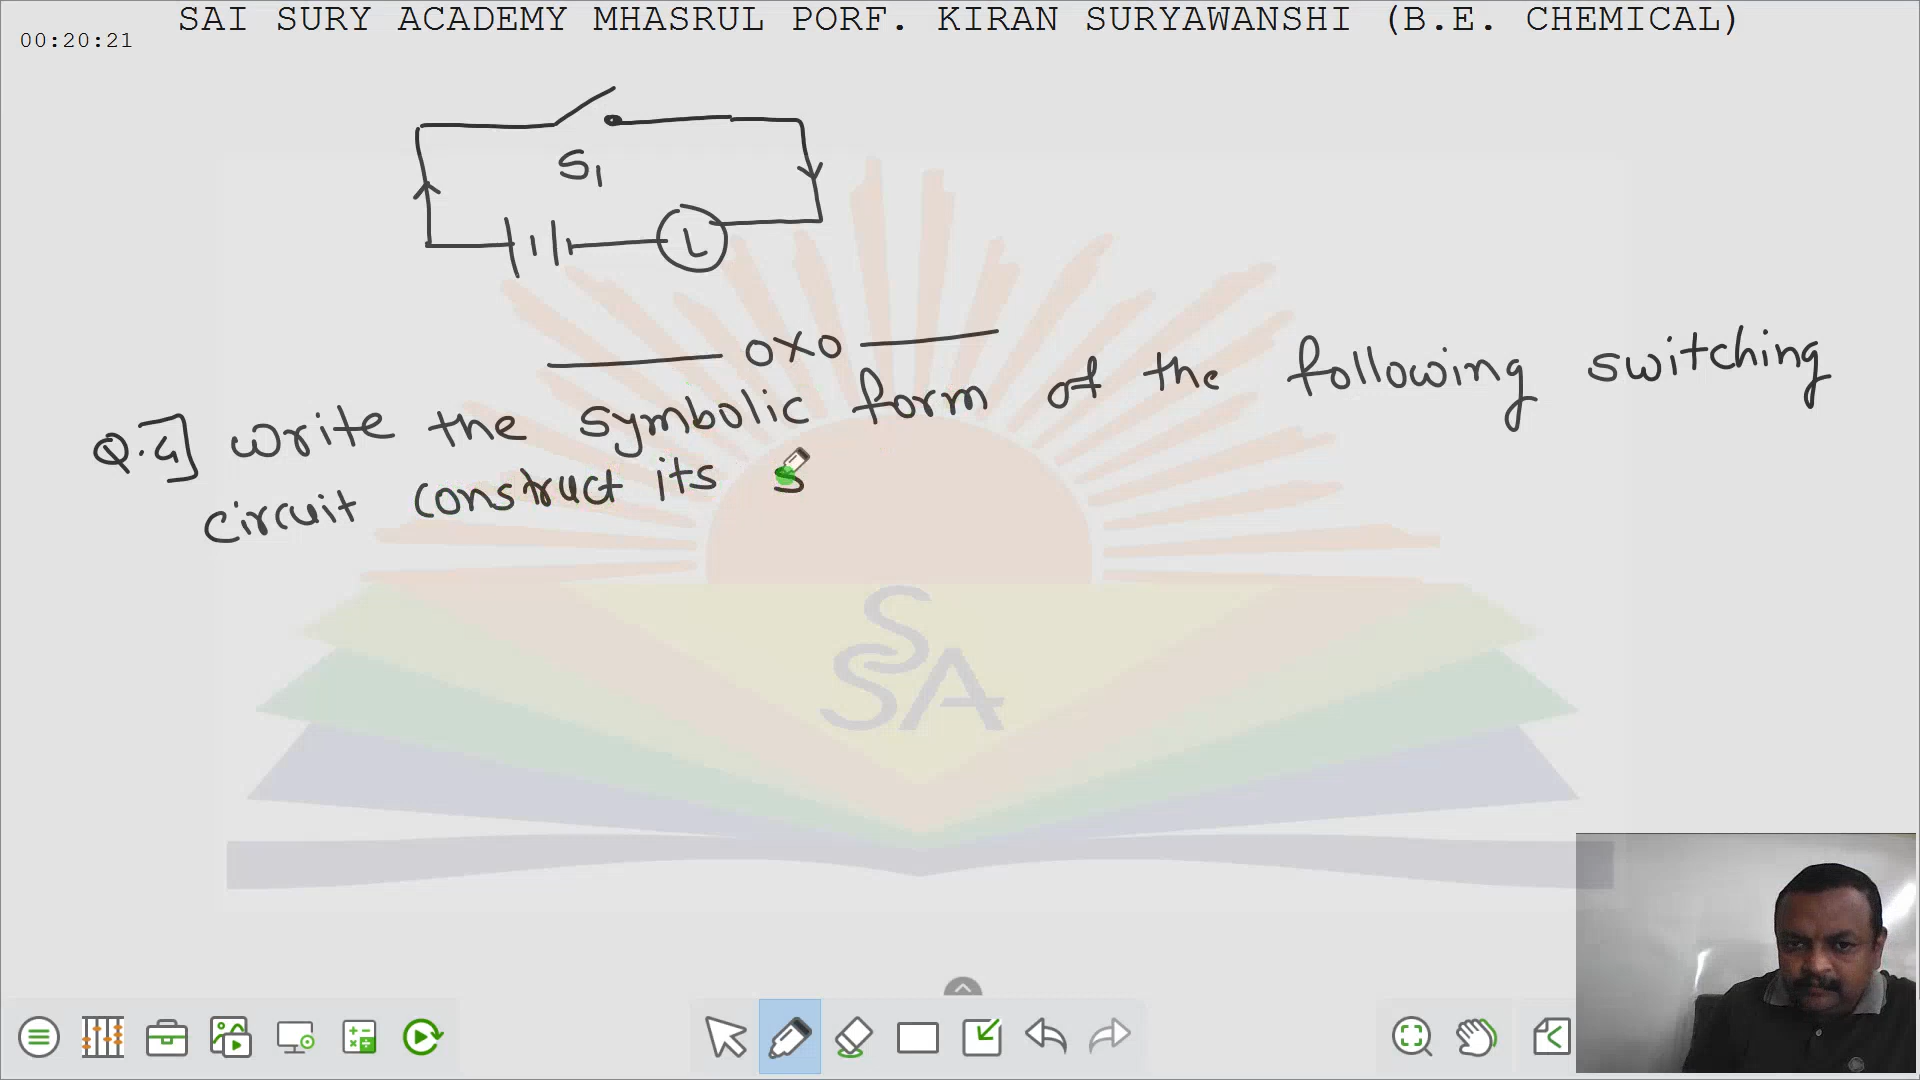 SAI SURY ACADEMY MHASRUL PORF. KIRAN SURYAWANSHI (B.E. CHEMICAL)
00:20:21
S1
L
oxo
Q.4] write the symbolic form of the following switching
circuit construct its s
SSA